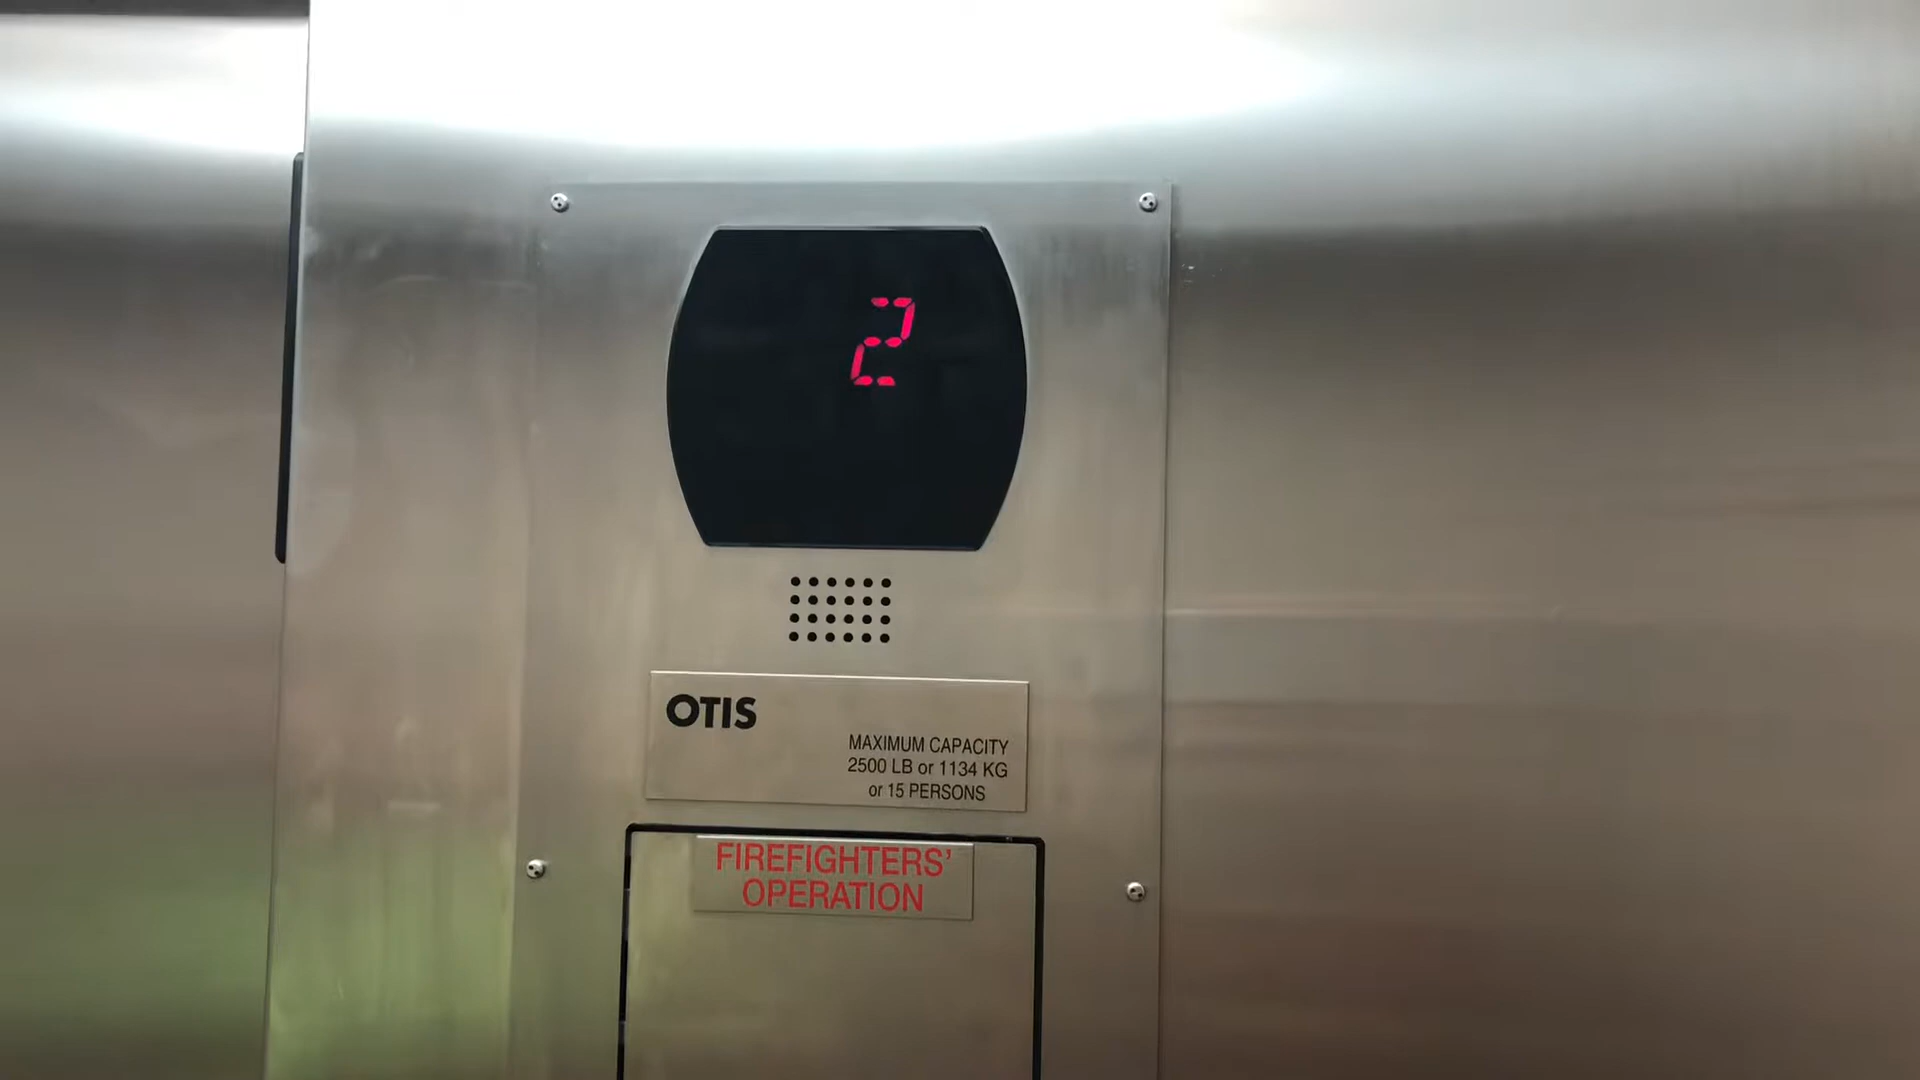 2
OTIS
MAXIMUM CAPACITY
2500 LB or 1134 KG
or 15 PERSONS
FIREFIGHTERS'
OPERATION